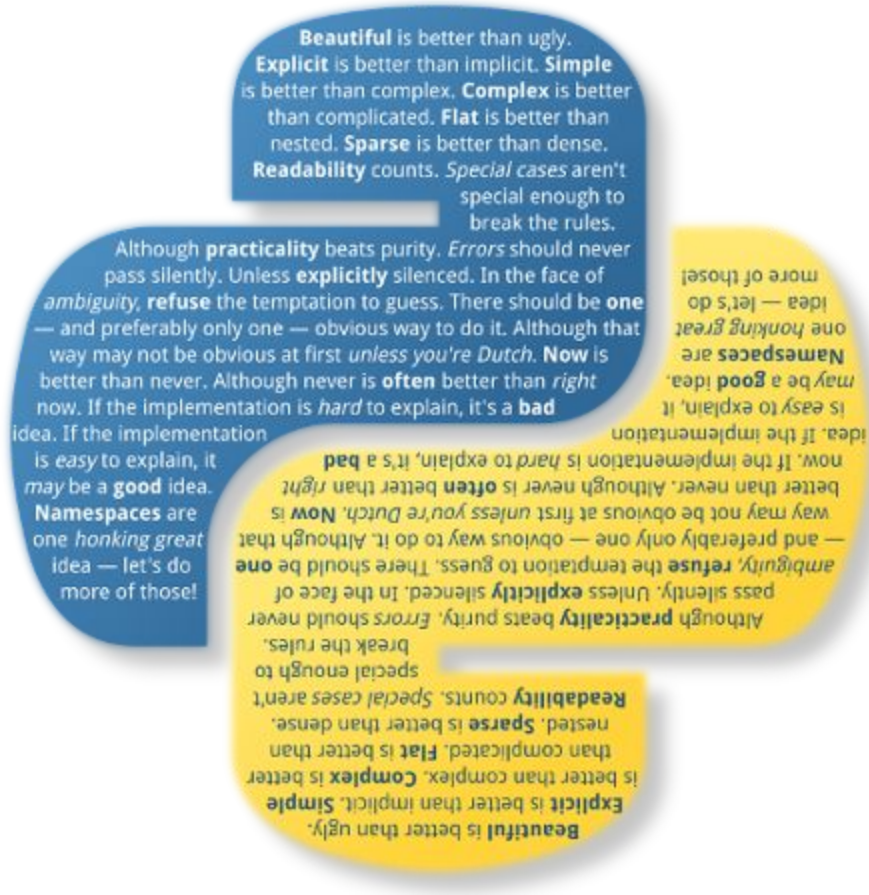 Beautiful is better than ugly.
Explicit is better than implicit. Simple
is better than complex. Complex is better
than complicated. Flat is better than
nested. Sparse is better than dense.
Readability counts. Special cases aren't
special enough to
break the rules.
Although practicality beats purity. Errors should never
pass silently. Unless explicitly silenced. In the face of
ambiguity, refuse the temptation to guess. There should be one
— and preferably only one — obvious way to do it. Although that
way may not be obvious at first unless you're Dutch. Now is
better than never. Although never is often better than right
now. If the implementation is hard to explain, it's a bad
idea. If the implementation
is easy to explain, it
may be a good idea.
Namespaces are
one honking great
idea — let's do
more of those!
Beautiful is better than ugly.
Explicit is better than implicit. Simple
is better than complex. Complex is better
than complicated. Flat is better than
nested. Sparse is better than dense.
Readability counts. Special cases aren't
special enough to
break the rules.
Although practicality beats purity. Errors should never
pass silently. Unless explicitly silenced. In the face of
ambiguity, refuse the temptation to guess. There should be one
— and preferably only one — obvious way to do it. Although that
way may not be obvious at first unless you're Dutch. Now is
better than never. Although never is often better than right
now. If the implementation is hard to explain, it's a bad
idea. If the implementation
is easy to explain, it
may be a good idea.
Namespaces are
one honking great
idea — let's do
more of those!